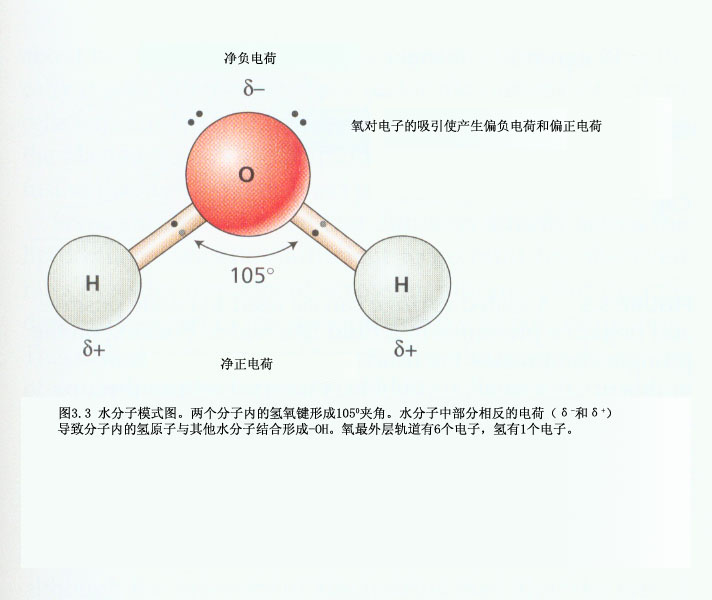 净负电荷
δ–
氧对电子的吸引使产生偏负电荷和偏正电荷
O
H
105°
H
δ+
δ+
净正电荷
图3.3 水分子模式图。两个分子内的氢氧键形成105⁰夹角。水分子中部分相反的电荷（δ⁻和δ⁺）
导致分子内的氢原子与其他水分子结合形成-OH。氧最外层轨道有6个电子，氢有1个电子。